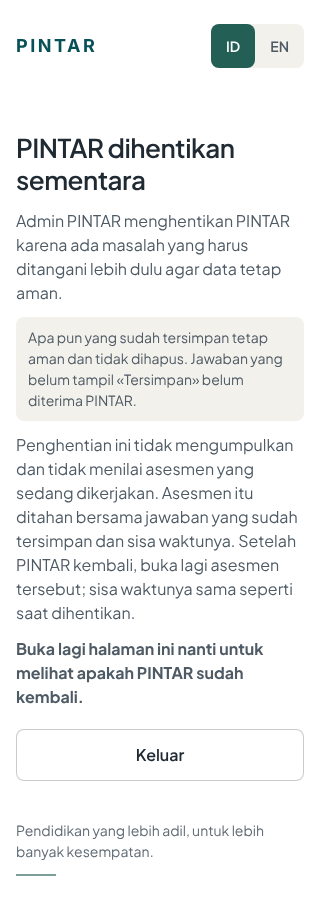 PINTAR
ID
EN
PINTAR dihentikan
sementara
Admin PINTAR menghentikan PINTAR
karena ada masalah yang harus
ditangani lebih dulu agar data tetap
aman.
Apa pun yang sudah tersimpan tetap
aman dan tidak dihapus. Jawaban yang
belum tampil «Tersimpan» belum
diterima PINTAR.
Penghentian ini tidak mengumpulkan
dan tidak menilai asesmen yang
sedang dikerjakan. Asesmen itu
ditahan bersama jawaban yang sudah
tersimpan dan sisa waktunya. Setelah
PINTAR kembali, buka lagi asesmen
tersebut; sisa waktunya sama seperti
saat dihentikan.
Buka lagi halaman ini nanti untuk
melihat apakah PINTAR sudah
kembali.
Keluar
Pendidikan yang lebih adil, untuk lebih
banyak kesempatan.